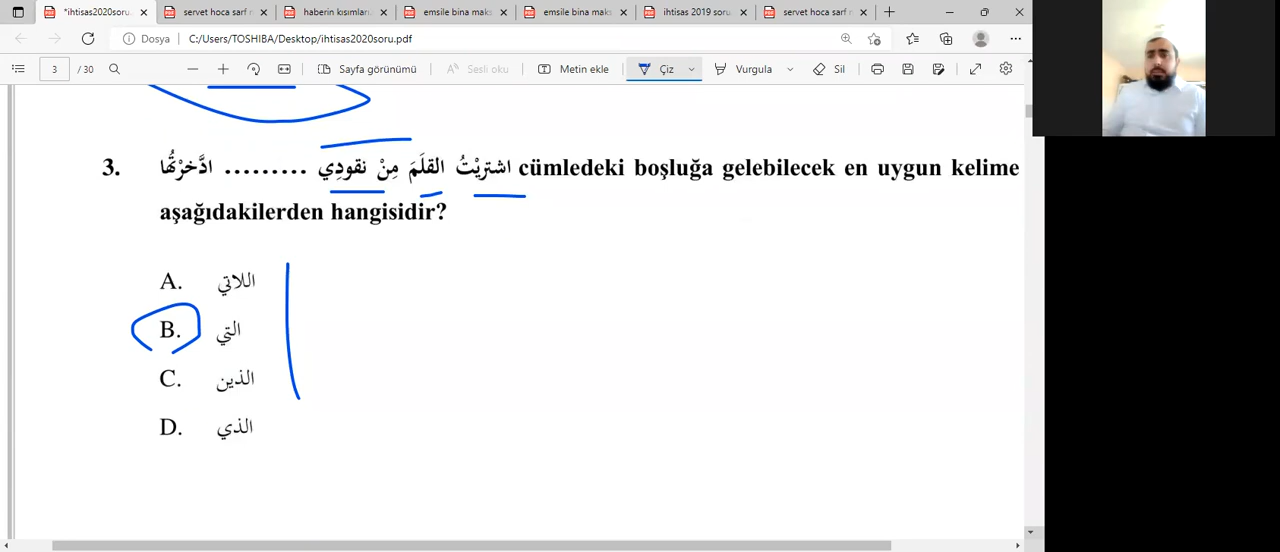 *ihtisas2020soru.
servet hoca sarf n
haberin kısımları.
emsile bina mak
emsile bina mak
ihtisas 2019 soru
servet hoca sarf n
Dosya
C:/Users/TOSHIBA/Desktop/ihtisas2020soru.pdf
3 / 30
Sayfa görünümü
Sesli oku
Metin ekle
Çiz
Vurgula
Sil
3. اشتريْتُ القلَمَ مِنْ نقودِي ......... ادَّخرْتُها cümledeki boşluğa gelebilecek en uygun kelime
aşağıdakilerden hangisidir?
A. اللاتي
B. التي
C. الذين
D. الذي